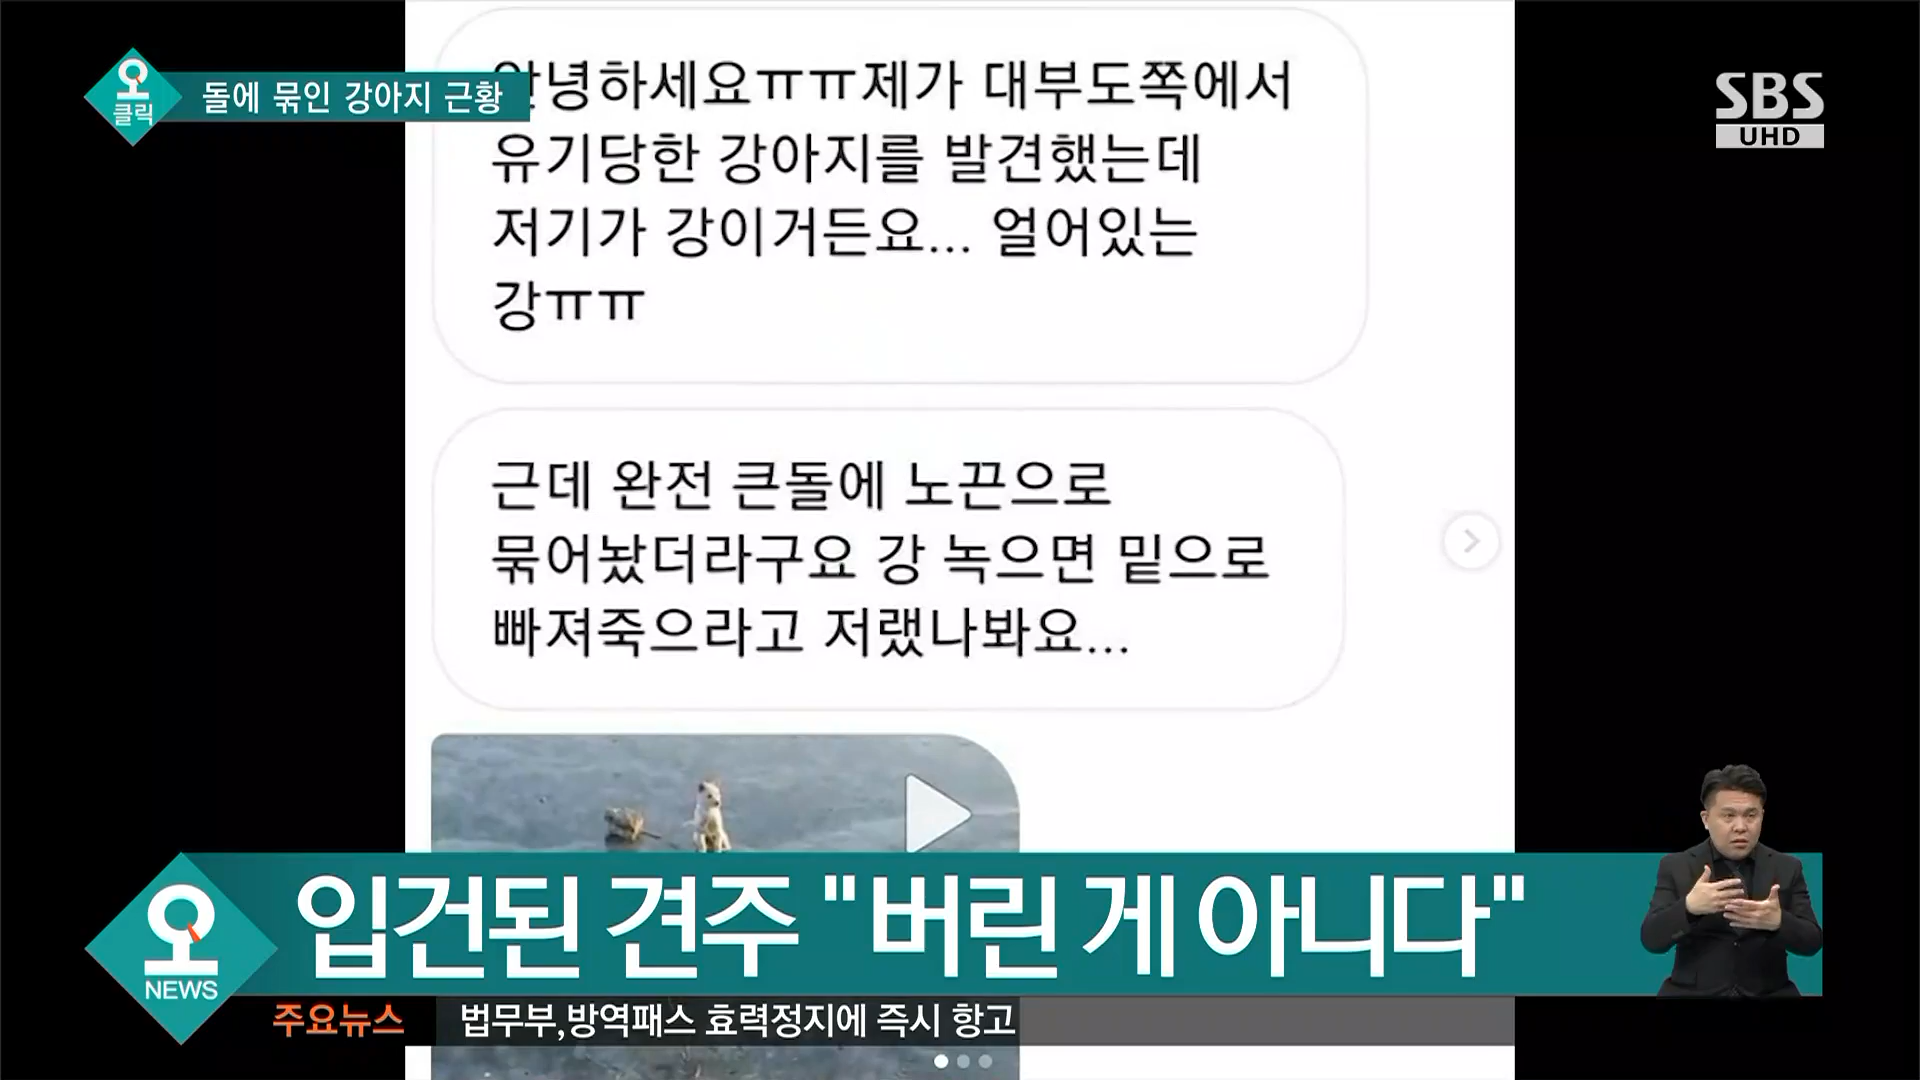 오
클릭
돌에 묶인 강아지 근황
SBS
UHD
안녕하세요ㅠㅠ제가 대부도쪽에서
유기당한 강아지를 발견했는데
저기가 강이거든요... 얼어있는
강ㅠㅠ
근데 완전 큰돌에 노끈으로
묶어놨더라구요 강 녹으면 밑으로
빠져죽으라고 저랬나봐요...
오
NEWS
입건된 견주 "버린 게 아니다"
주요뉴스
법무부,방역패스 효력정지에 즉시 항고